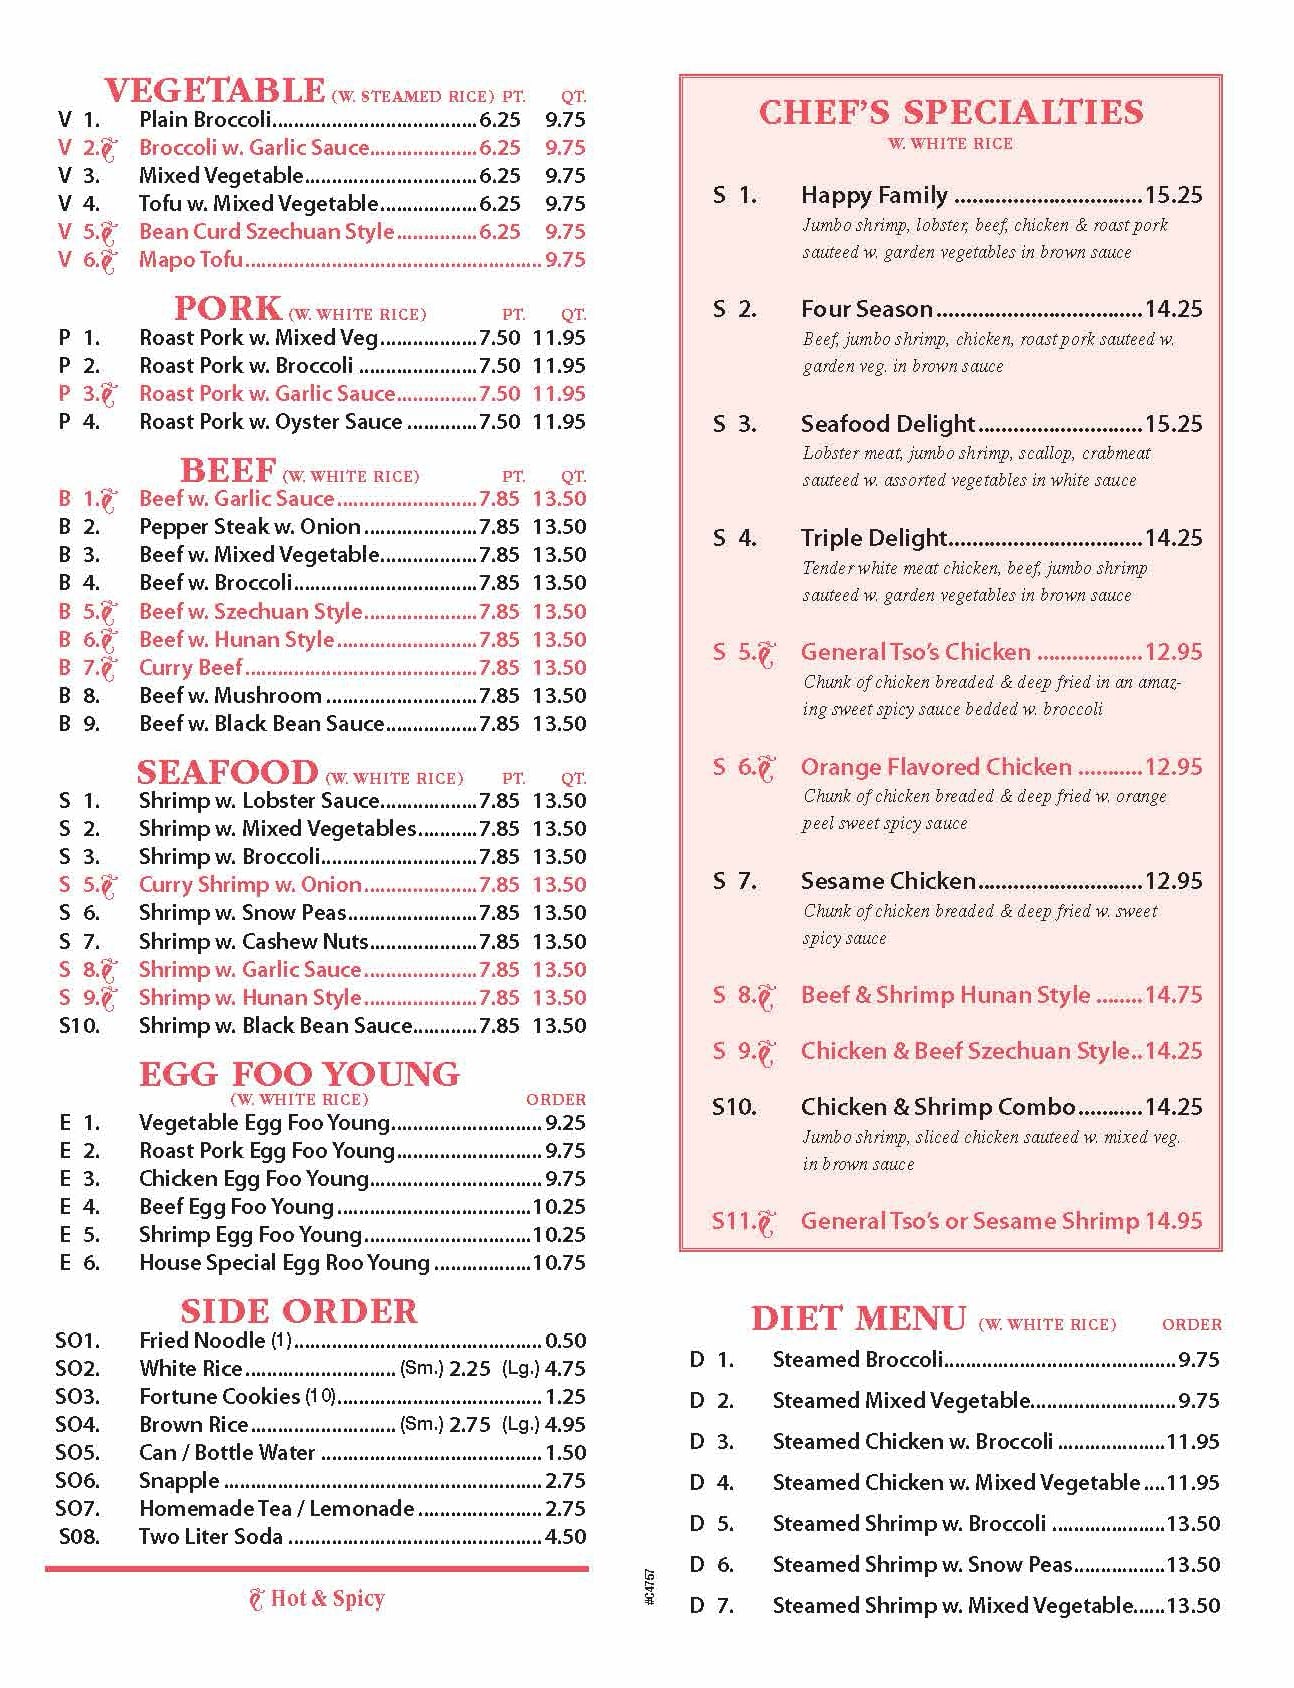 VEGETABLE (W. STEAMED RICE) PT. QT.
V 1. Plain Broccoli......................................6.25 9.75
V 2. Broccoli w. Garlic Sauce....................6.25 9.75
V 3. Mixed Vegetable................................6.25 9.75
V 4. Tofu w. Mixed Vegetable..................6.25 9.75
V 5. Bean Curd Szechuan Style...............6.25 9.75
V 6. Mapo Tofu.......................................................9.75
PORK (W. WHITE RICE) PT. QT.
P 1. Roast Pork w. Mixed Veg..................7.50 11.95
P 2. Roast Pork w. Broccoli ......................7.50 11.95
P 3. Roast Pork w. Garlic Sauce...............7.50 11.95
P 4. Roast Pork w. Oyster Sauce .............7.50 11.95
BEEF (W. WHITE RICE) PT. QT.
B 1. Beef w. Garlic Sauce..........................7.85 13.50
B 2. Pepper Steak w. Onion .....................7.85 13.50
B 3. Beef w. Mixed Vegetable..................7.85 13.50
B 4. Beef w. Broccoli..................................7.85 13.50
B 5. Beef w. Szechuan Style.....................7.85 13.50
B 6. Beef w. Hunan Style..........................7.85 13.50
B 7. Curry Beef...........................................7.85 13.50
B 8. Beef w. Mushroom ............................7.85 13.50
B 9. Beef w. Black Bean Sauce.................7.85 13.50
SEAFOOD (W. WHITE RICE) PT. QT.
S 1. Shrimp w. Lobster Sauce..................7.85 13.50
S 2. Shrimp w. Mixed Vegetables...........7.85 13.50
S 3. Shrimp w. Broccoli.............................7.85 13.50
S 5. Curry Shrimp w. Onion.....................7.85 13.50
S 6. Shrimp w. Snow Peas........................7.85 13.50
S 7. Shrimp w. Cashew Nuts....................7.85 13.50
S 8. Shrimp w. Garlic Sauce.....................7.85 13.50
S 9. Shrimp w. Hunan Style.....................7.85 13.50
S10. Shrimp w. Black Bean Sauce............7.85 13.50
EGG FOO YOUNG
(W. WHITE RICE) ORDER
E 1. Vegetable Egg Foo Young............................9.25
E 2. Roast Pork Egg Foo Young...........................9.75
E 3. Chicken Egg Foo Young................................9.75
E 4. Beef Egg Foo Young ....................................10.25
E 5. Shrimp Egg Foo Young...............................10.25
E 6. House Special Egg Roo Young ..................10.75
SIDE ORDER
SO1. Fried Noodle (1)..............................................0.50
SO2. White Rice............................ (Sm.) 2.25 (Lg.) 4.75
SO3. Fortune Cookies (10)......................................1.25
SO4. Brown Rice........................... (Sm.) 2.75 (Lg.) 4.95
SO5. Can / Bottle Water .........................................1.50
SO6. Snapple ...........................................................2.75
SO7. Homemade Tea / Lemonade .......................2.75
S08. Two Liter Soda ...............................................4.50
Hot & Spicy
#C4757
CHEF'S SPECIALTIES
W. WHITE RICE
S 1. Happy Family ................................15.25
Jumbo shrimp, lobster, beef, chicken & roast pork
sauteed w. garden vegetables in brown sauce
S 2. Four Season...................................14.25
Beef, jumbo shrimp, chicken, roast pork sauteed w.
garden veg. in brown sauce
S 3. Seafood Delight............................15.25
Lobster meat, jumbo shrimp, scallop, crabmeat
sauteed w. assorted vegetables in white sauce
S 4. Triple Delight.................................14.25
Tender white meat chicken, beef, jumbo shrimp
sauteed w. garden vegetables in brown sauce
S 5. General Tso's Chicken ..................12.95
Chunk of chicken breaded & deep fried in an amaz-
ing sweet spicy sauce bedded w. broccoli
S 6. Orange Flavored Chicken ...........12.95
Chunk of chicken breaded & deep fried w. orange
peel sweet spicy sauce
S 7. Sesame Chicken............................12.95
Chunk of chicken breaded & deep fried w. sweet
spicy sauce
S 8. Beef & Shrimp Hunan Style ........14.75
S 9. Chicken & Beef Szechuan Style..14.25
S10. Chicken & Shrimp Combo...........14.25
Jumbo shrimp, sliced chicken sauteed w. mixed veg.
in brown sauce
S11. General Tso's or Sesame Shrimp 14.95
DIET MENU (W. WHITE RICE) ORDER
D 1. Steamed Broccoli...........................................9.75
D 2. Steamed Mixed Vegetable...........................9.75
D 3. Steamed Chicken w. Broccoli ....................11.95
D 4. Steamed Chicken w. Mixed Vegetable ....11.95
D 5. Steamed Shrimp w. Broccoli .....................13.50
D 6. Steamed Shrimp w. Snow Peas.................13.50
D 7. Steamed Shrimp w. Mixed Vegetable......13.50